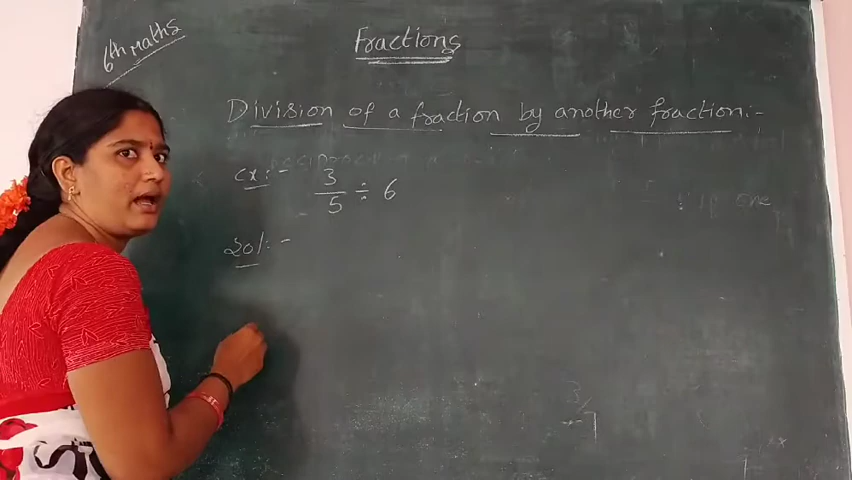 6th maths
Fractions
Division of a fraction by another fraction:-
ex:- 3/5 ÷ 6
Sol:-